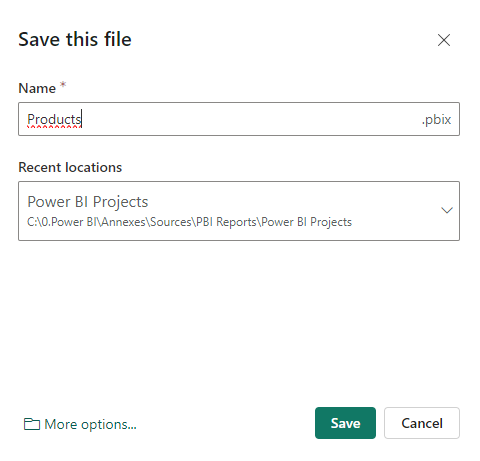 Save this file
Name *
Products .pbix
Recent locations
Power BI Projects
C:\0.Power BI\Annexes\Sources\PBI Reports\Power BI Projects
More options... Save Cancel